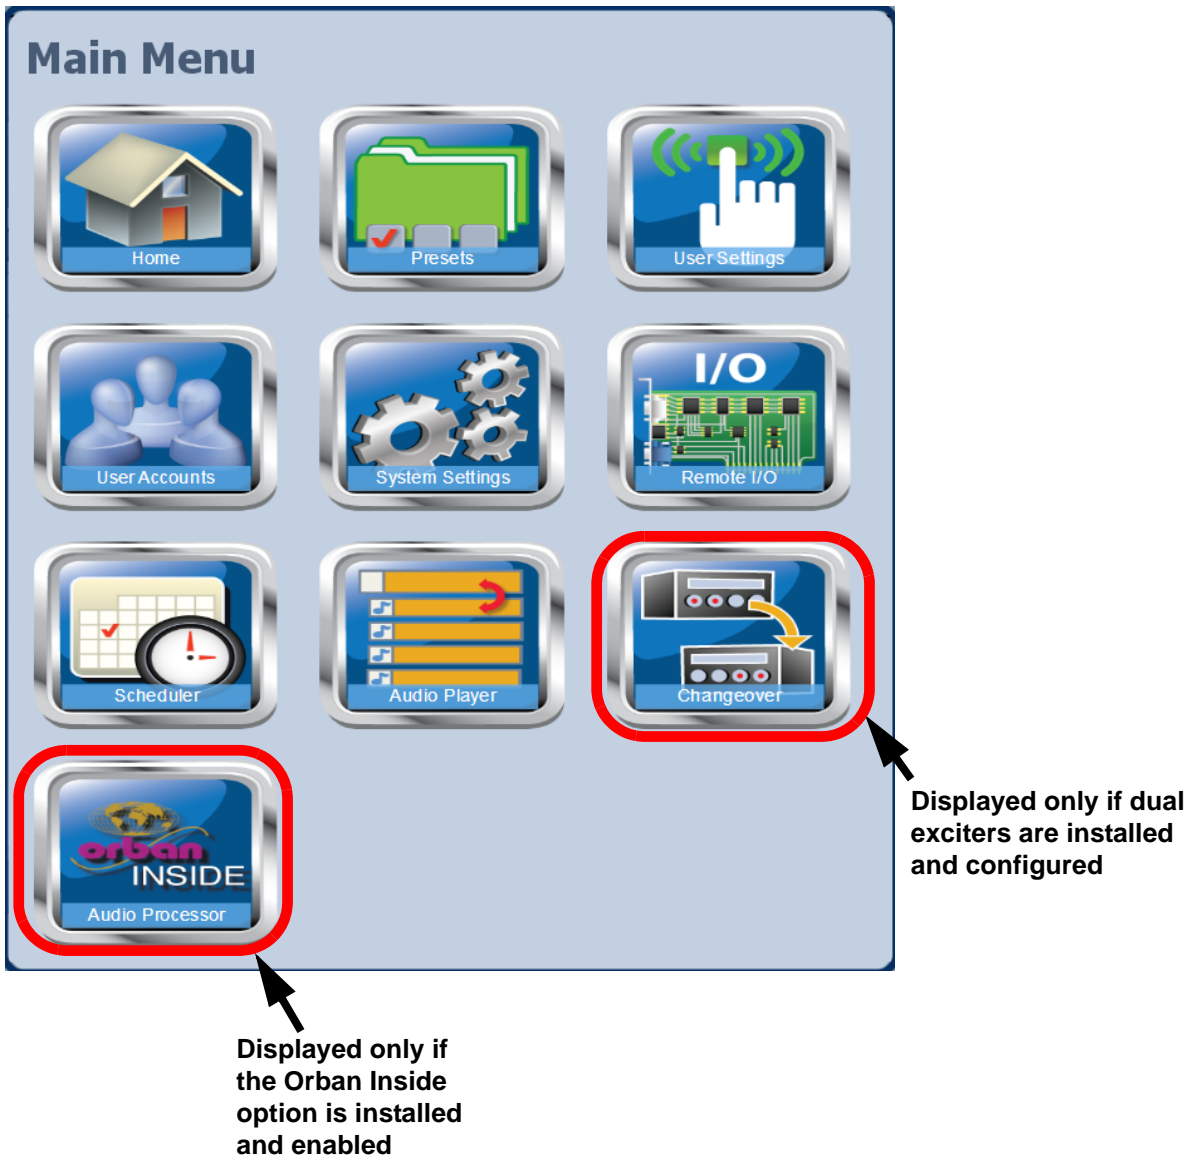 Main Menu
Home
Presets
User Settings
I/O
User Accounts
System Settings
Remote I/O
Scheduler
Audio Player
Changeover
orban
INSIDE
Audio Processor
Displayed only if dual
exciters are installed
and configured
Displayed only if
the Orban Inside
option is installed
and enabled